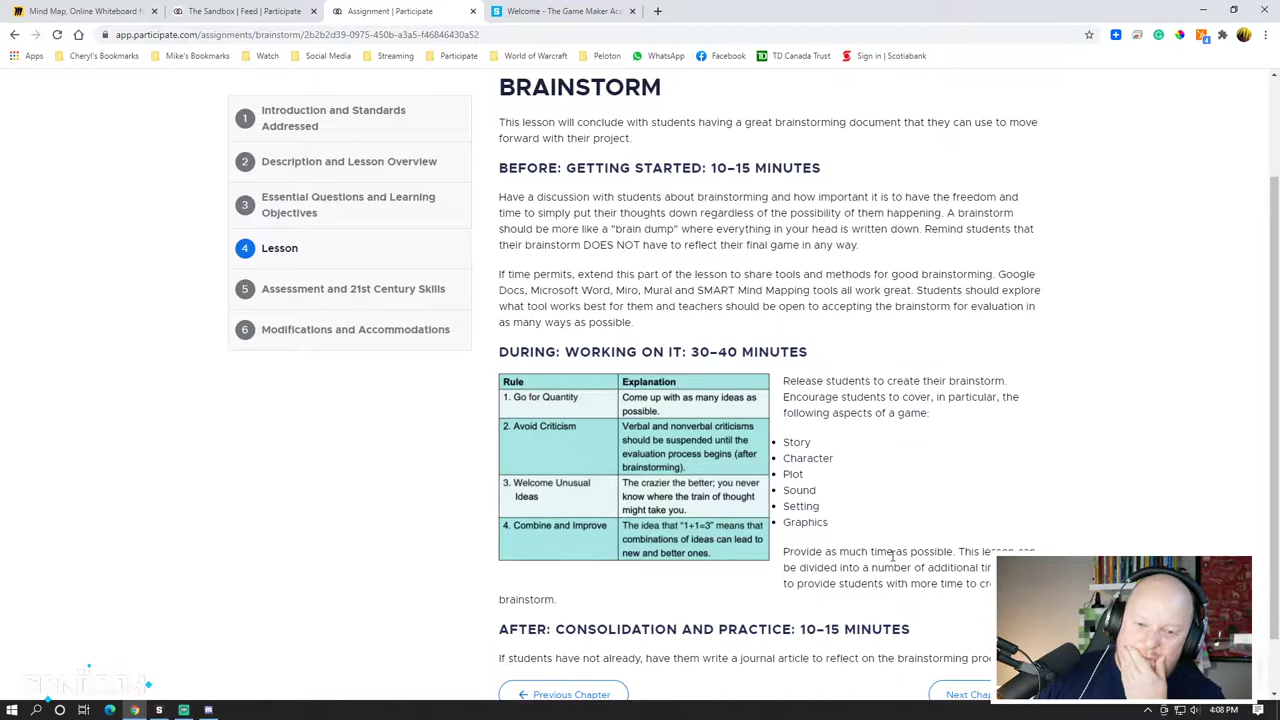 Mind Map, Online Whiteboard f
The Sandbox | Feed | Participate
Assignment | Participate
Welcome - The Game Maker Ac
app.participate.com/assignments/brainstorm/2b2b2d39-0975-450b-a3a5-f46846430a52
Apps
Cheryl's Bookmarks
Mike's Bookmarks
Watch
Social Media
Streaming
Participate
World of Warcraft
Peloton
WhatsApp
Facebook
TD Canada Trust
Sign in | Scotiabank
1 Introduction and Standards
Addressed
2 Description and Lesson Overview
3 Essential Questions and Learning
Objectives
4 Lesson
5 Assessment and 21st Century Skills
6 Modifications and Accommodations
BRAINSTORM
This lesson will conclude with students having a great brainstorming document that they can use to move
forward with their project.
BEFORE: GETTING STARTED: 10–15 MINUTES
Have a discussion with students about brainstorming and how important it is to have the freedom and
time to simply put their thoughts down regardless of the possibility of them happening. A brainstorm
should be more like a "brain dump" where everything in your head is written down. Remind students that
their brainstorm DOES NOT have to reflect their final game in any way.
If time permits, extend this part of the lesson to share tools and methods for good brainstorming. Google
Docs, Microsoft Word, Miro, Mural and SMART Mind Mapping tools all work great. Students should explore
what tool works best for them and teachers should be open to accepting the brainstorm for evaluation in
as many ways as possible.
DURING: WORKING ON IT: 30–40 MINUTES
Rule Explanation
1. Go for Quantity Come up with as many ideas as
possible.
2. Avoid Criticism Verbal and nonverbal criticisms
should be suspended until the
evaluation process begins (after
brainstorming).
3. Welcome Unusual The crazier the better; you never
Ideas know where the train of thought
might take you.
4. Combine and Improve The idea that "1+1=3" means that
combinations of ideas can lead to
new and better ones.
Release students to create their brainstorm.
Encourage students to cover, in particular, the
following aspects of a game:
Story
Character
Plot
Sound
Setting
Graphics
Provide as much time as possible. This lesson can
be divided into a number of additional
to provide students with more time to
brainstorm.
AFTER: CONSOLIDATION AND PRACTICE: 10–15 MINUTES
If students have not already, have them write a journal article to reflect on the brainstorming
Previous Chapter
Next
4:08 PM